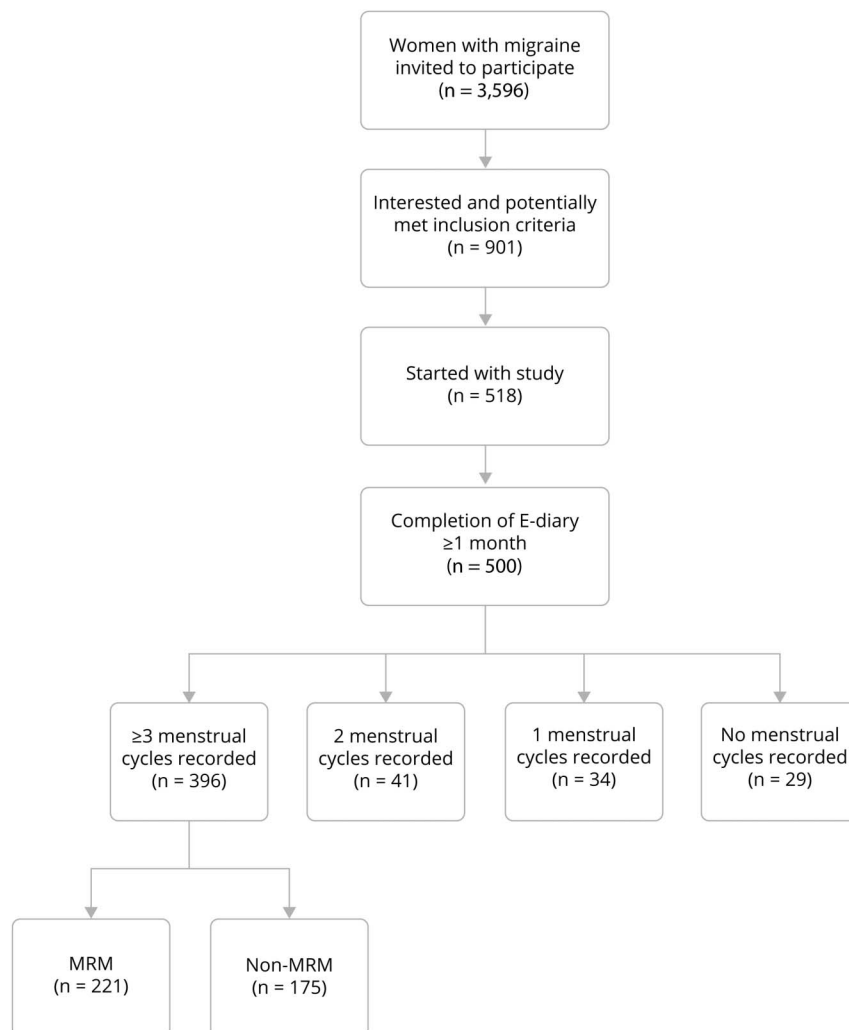 Women with migraine
invited to participate
(n = 3,596)
Interested and potentially
met inclusion criteria
(n = 901)
Started with study
(n = 518)
Completion of E-diary
≥1 month
(n = 500)
≥3 menstrual
cycles recorded
(n = 396)
2 menstrual
cycles recorded
(n = 41)
1 menstrual
cycles recorded
(n = 34)
No menstrual
cycles recorded
(n = 29)
MRM
(n = 221)
Non-MRM
(n = 175)